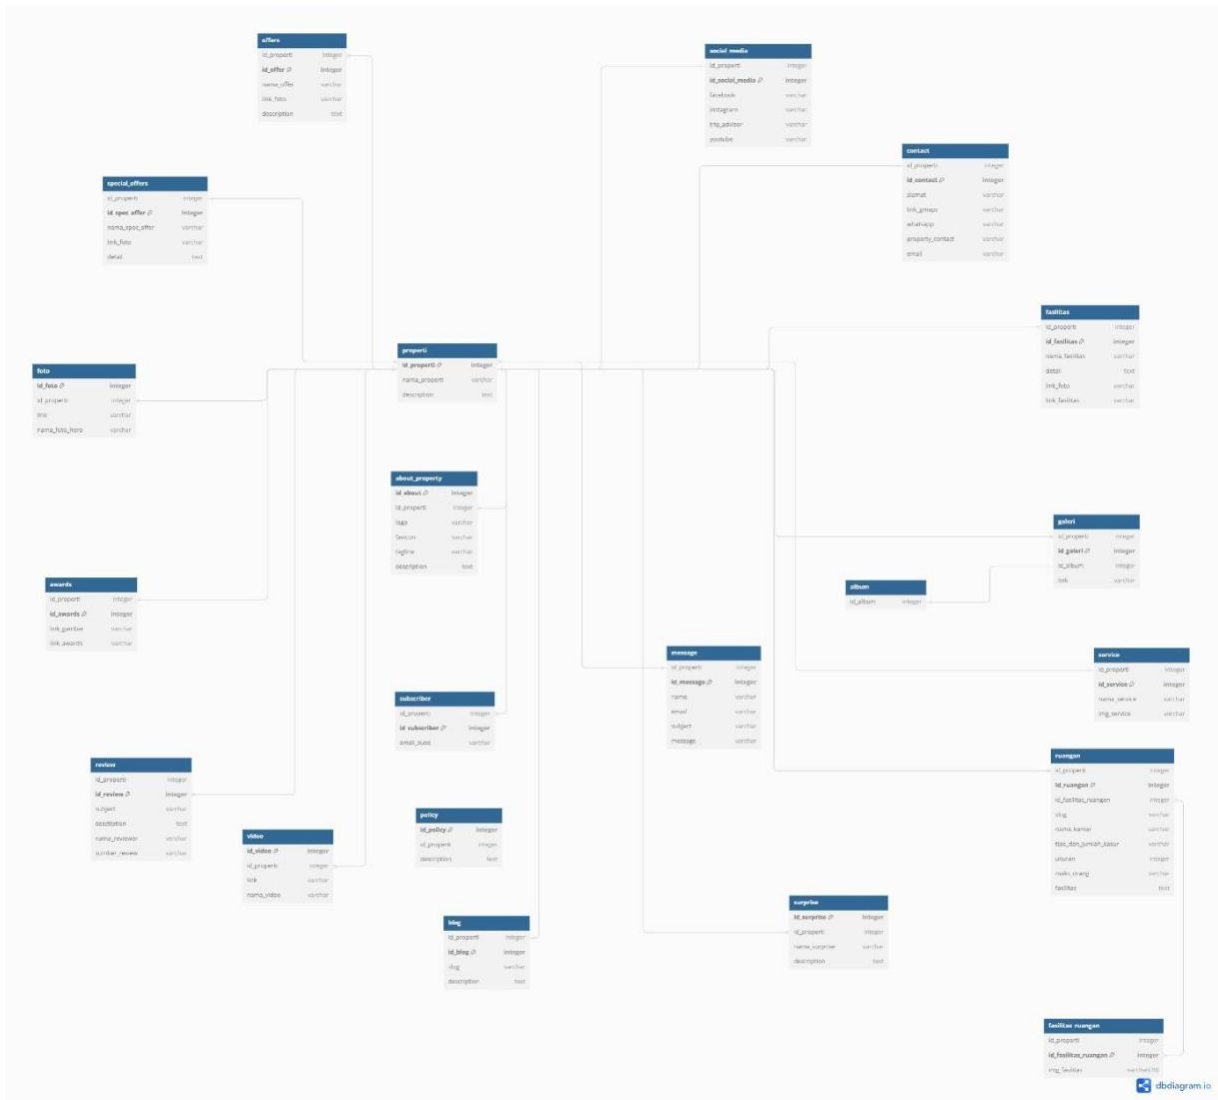 offers
id_properti integer
id_offer integer
nama_offer varchar
link_foto varchar
description text
social_media
id_properti integer
id_social_media integer
facebook varchar
instagram varchar
trip_advisor varchar
youtube varchar
contact
id_properti integer
id_contact integer
alamat varchar
link_gmaps varchar
whatsapp varchar
property_contact varchar
email varchar
special_offers
id_properti integer
id_spec_offer integer
nama_spec_offer varchar
link_foto varchar
detail text
fasilitas
id_properti integer
id_fasilitas integer
nama_fasilitas varchar
detail text
link_foto varchar
link_fasilitas varchar
properti
id_properti integer
nama_properti varchar
description text
foto
id_foto integer
id_properti integer
link varchar
nama_foto_hero varchar
about_property
id_about integer
id_properti integer
logo varchar
favicon varchar
tagline varchar
description text
galeri
id_properti integer
id_galeri integer
id_album integer
link varchar
album
id_album integer
awards
id_properti integer
id_awards integer
link_gambar varchar
link_awards varchar
message
id_properti integer
id_message integer
name varchar
email varchar
subject varchar
message varchar
service
id_properti integer
id_service integer
nama_service varchar
img_service varchar
subscriber
id_properti integer
id_subscriber integer
email_subs varchar
ruangan
id_properti integer
id_ruangan integer
id_fasilitas_ruangan integer
slug varchar
nama_kamar varchar
tipe_dan_jumlah_kasur varchar
ukuran integer
maks_orang varchar
fasilitas text
review
id_properti integer
id_review integer
subject varchar
text
nama_reviewer varchar
sumber_review varchar
policy
id_policy integer
id_properti integer
description text
video
id_video integer
id_properti integer
link varchar
nama_video varchar
surprise
id_surprise integer
id_properti integer
nama_surprise varchar
description text
blog
id_properti integer
id_blog integer
slug varchar
description text
fasilitas_ruangan
id_properti integer
id_fasilitas_ruangan integer
img_fasilitas
dbdiagram.io